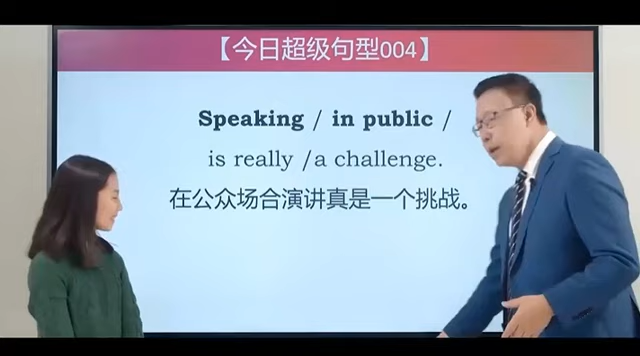 【今日超级句型004】
Speaking / in public /
is really /a challenge.
在公众场合演讲真是一个挑战。